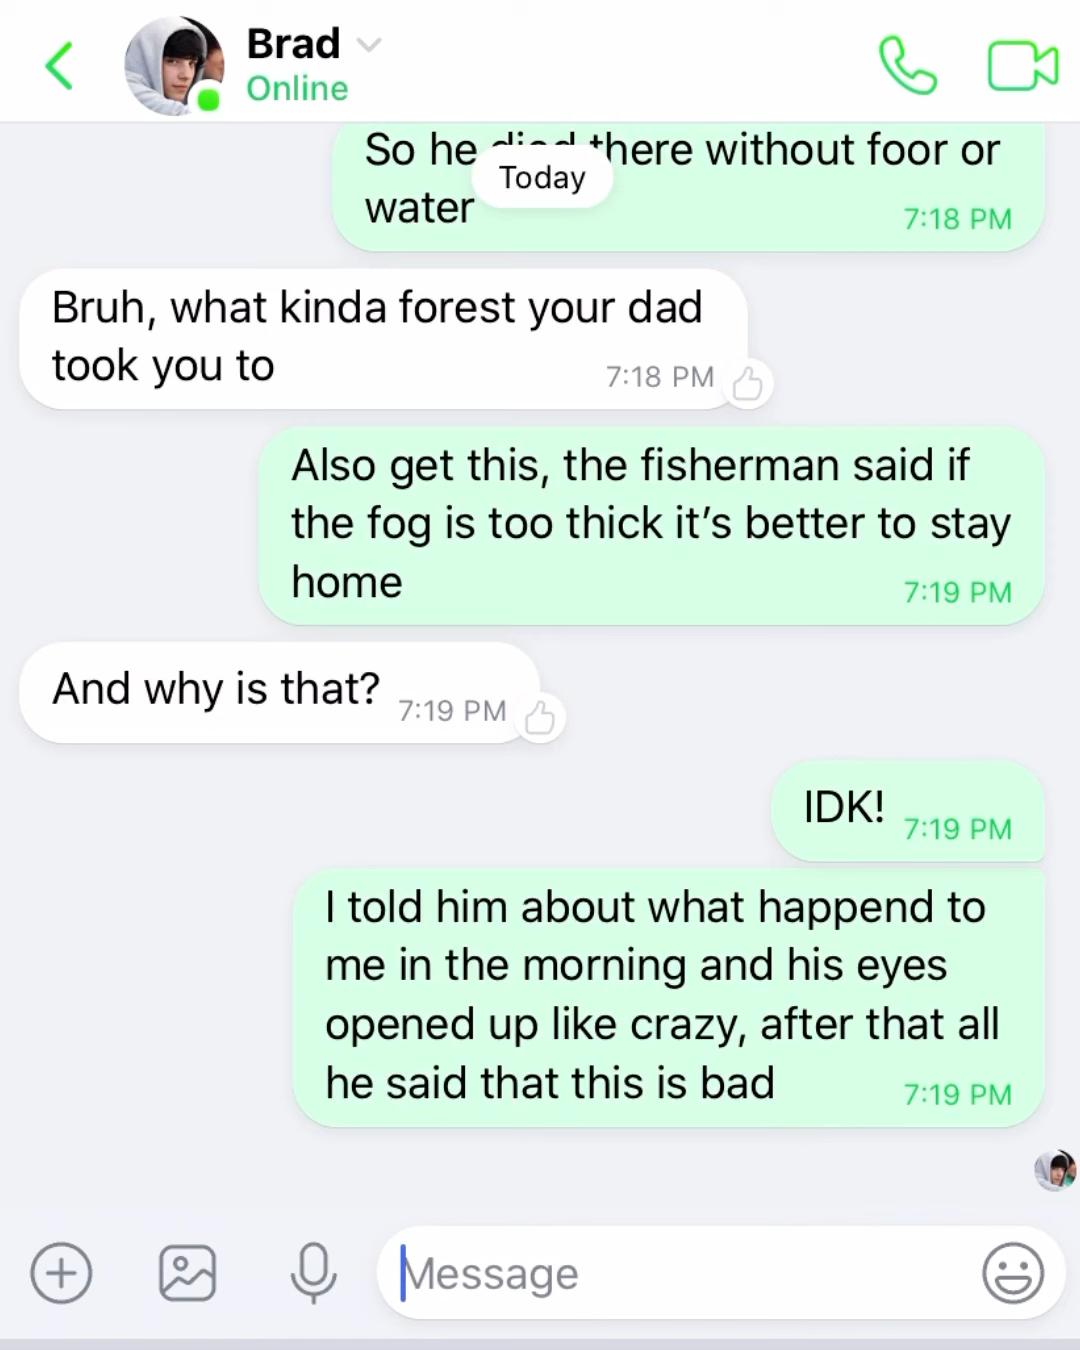 Brad
Online
So he died there without foor or
Today
water
7:18 PM
Bruh, what kinda forest your dad
took you to
7:18 PM
Also get this, the fisherman said if
the fog is too thick it’s better to stay
home
7:19 PM
And why is that?
7:19 PM
IDK!
7:19 PM
I told him about what happend to
me in the morning and his eyes
opened up like crazy, after that all
he said that this is bad
7:19 PM
Message